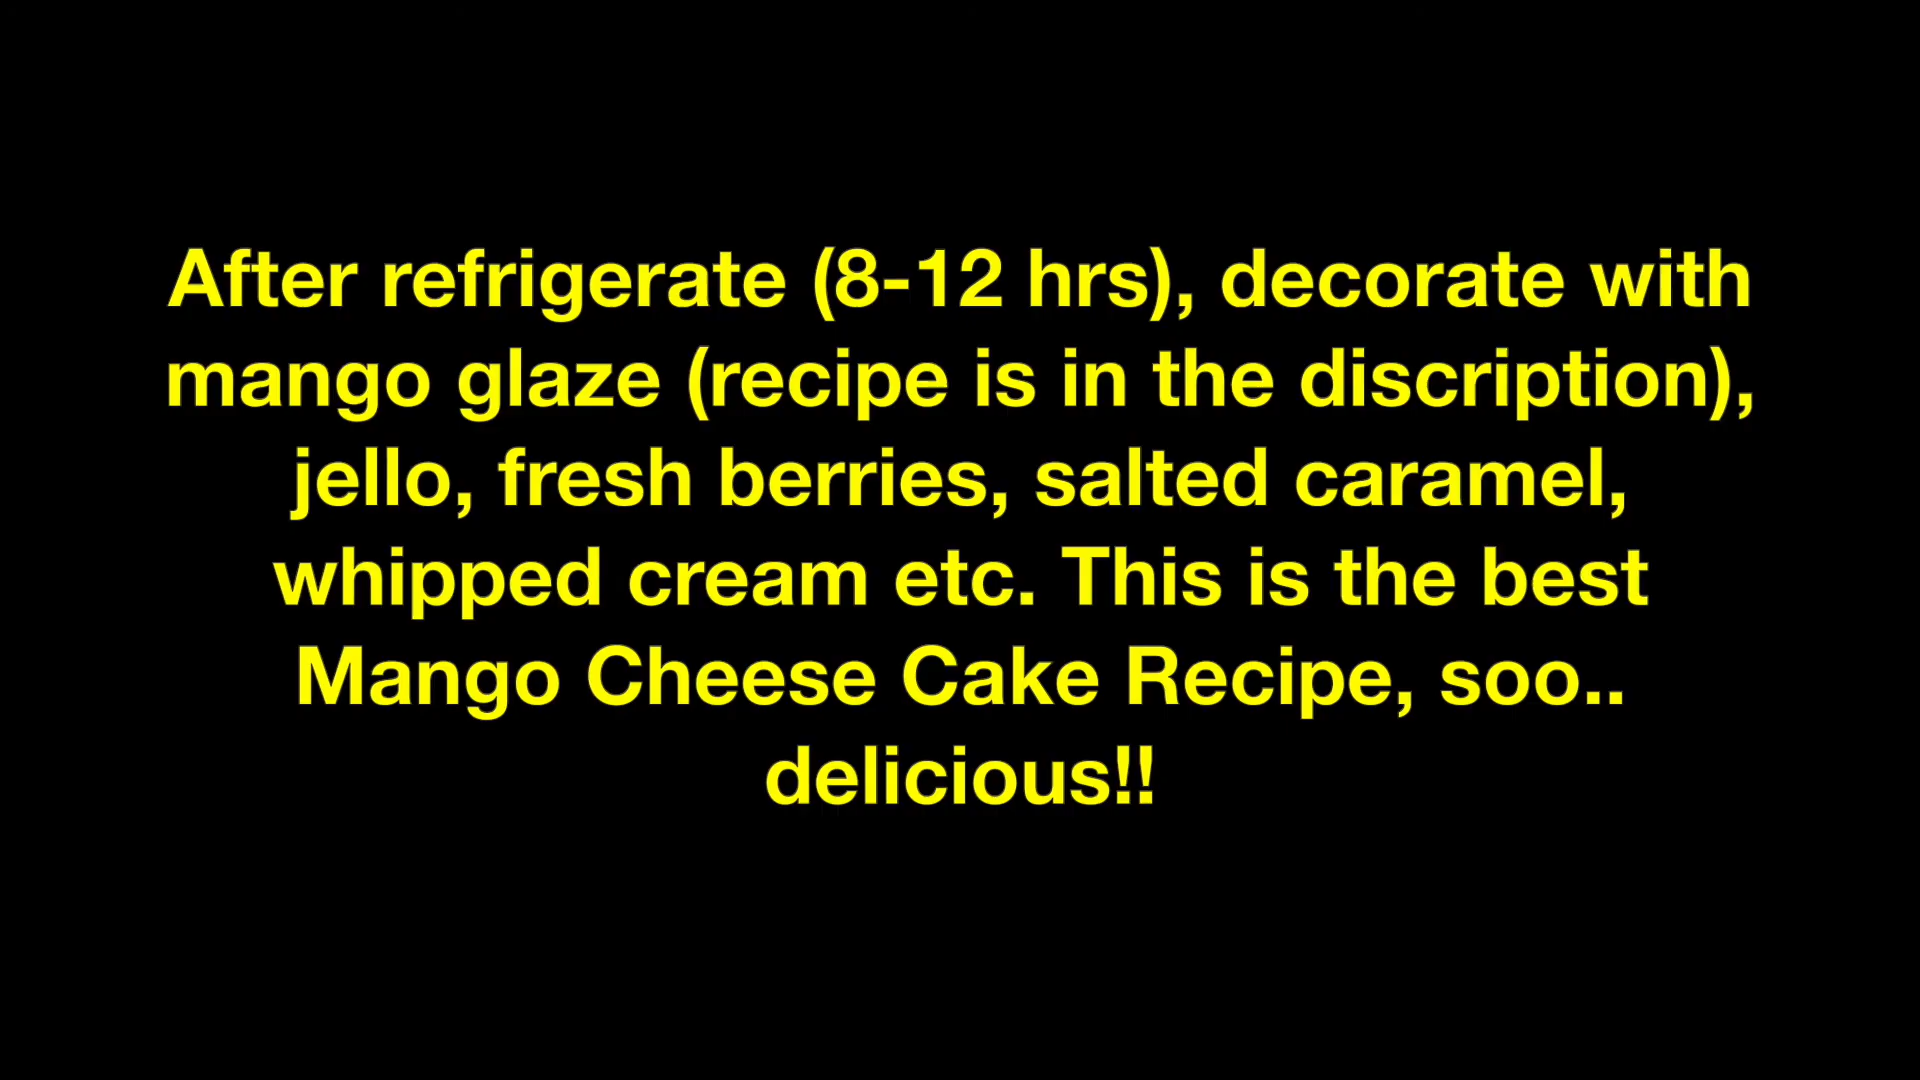 After refrigerate (8-12 hrs), decorate with
mango glaze (recipe is in the discription),
jello, fresh berries, salted caramel,
whipped cream etc. This is the best
Mango Cheese Cake Recipe, soo..
delicious!!